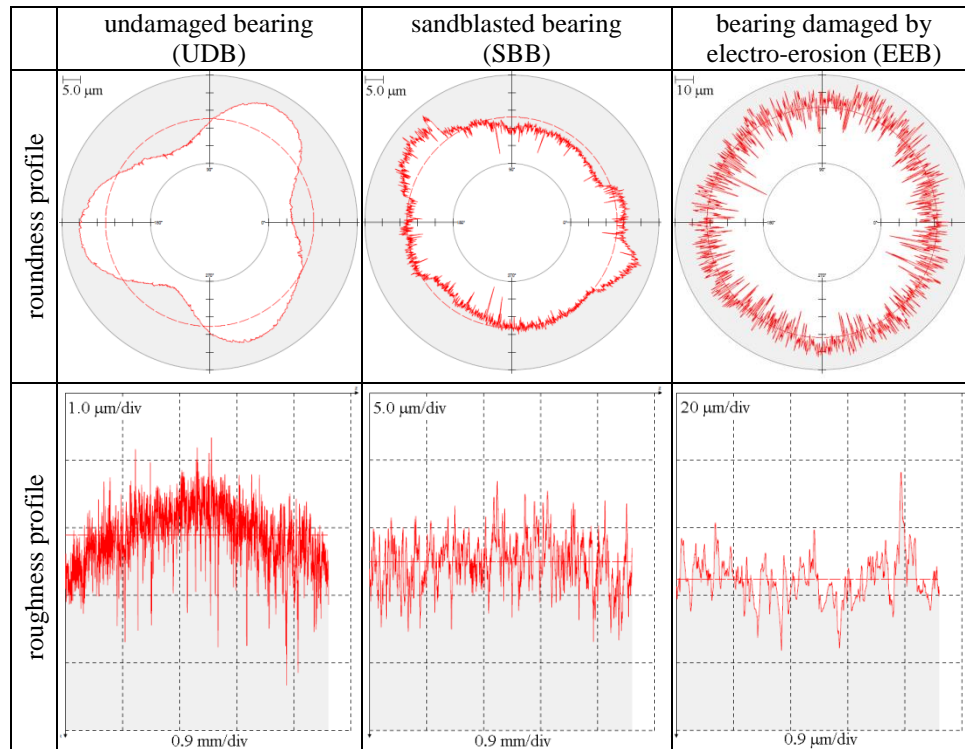 undamaged bearing
(UDB)
sandblasted bearing
(SBB)
bearing damaged by
electro-erosion (EEB)
roundness profile
5.0 μm
5.0 μm
10 μm
roughness profile
1.0 μm/div
5.0 μm/div
20 μm/div
0.9 mm/div
0.9 mm/div
0.9 μm/div